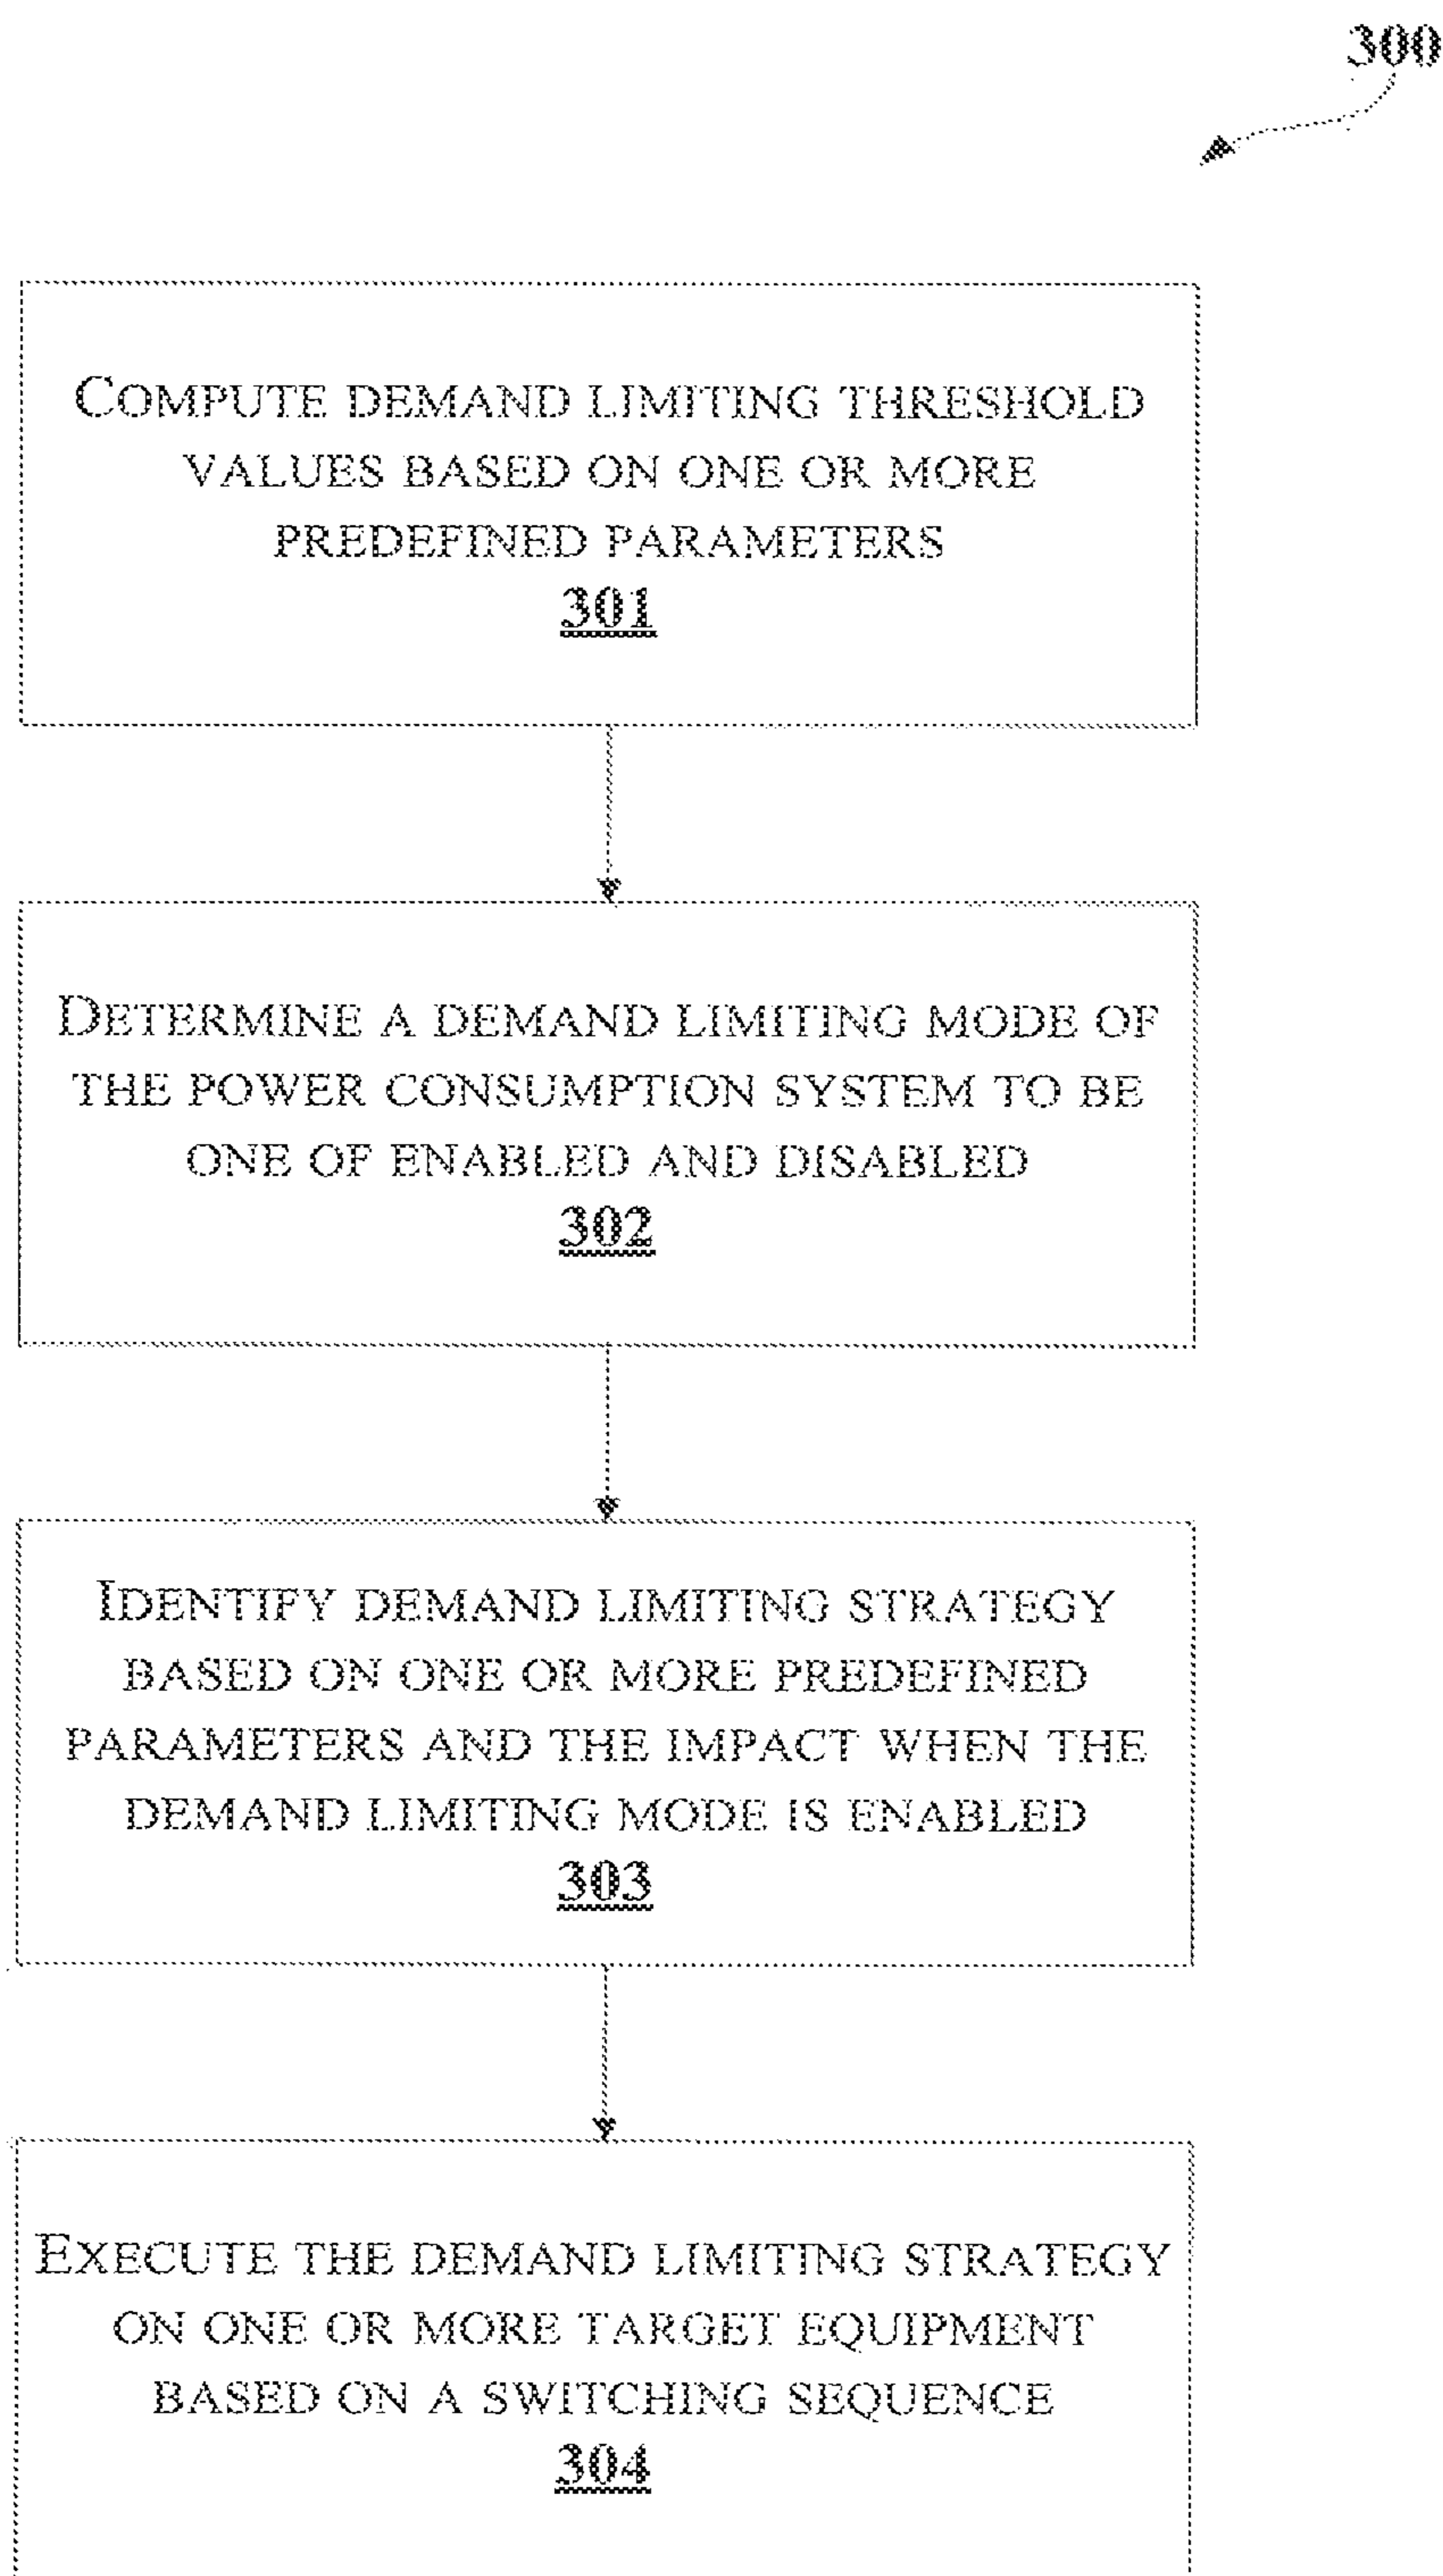 300
COMPUTE DEMAND LIMITING THRESHOLD
VALUES BASED ON ONE OR MORE
PREDEFINED PARAMETERS
301
DETERMINE A DEMAND LIMITING MODE OF
THE POWER CONSUMPTION SYSTEM TO BE
ONE OF ENABLED AND DISABLED
302
IDENTIFY DEMAND LIMITING STRATEGY
BASED ON ONE OR MORE PREDEFINED
PARAMETERS AND THE IMPACT WHEN THE
DEMAND LIMITING MODE IS ENABLED
303
EXECUTE THE DEMAND LIMITING STRATEGY
ON ONE OR MORE TARGET EQUIPMENT
BASED ON A SWITCHING SEQUENCE
304